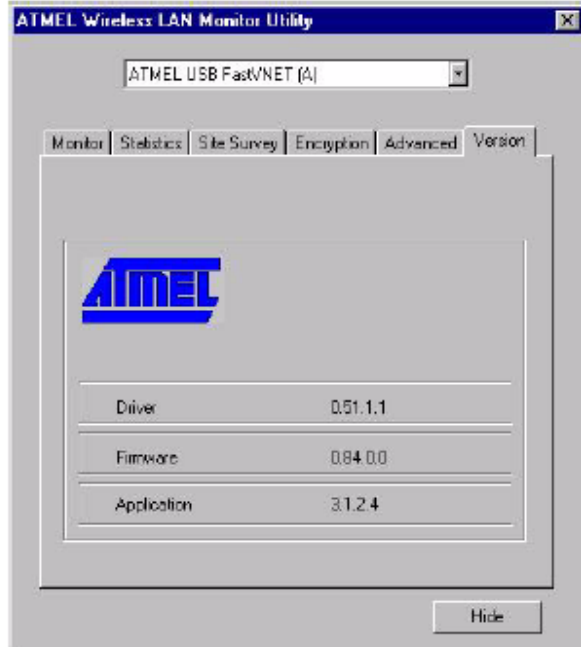 ATMEL Wireless LAN Monitor Utility
ATMEL USB FastVNET (A)
Monitor Statistics Site Survey Encryption Advanced Version
ATMEL
Driver 0.51.1.1
Firmware 0.84.0.0
Application 3.1.2.4
Hide